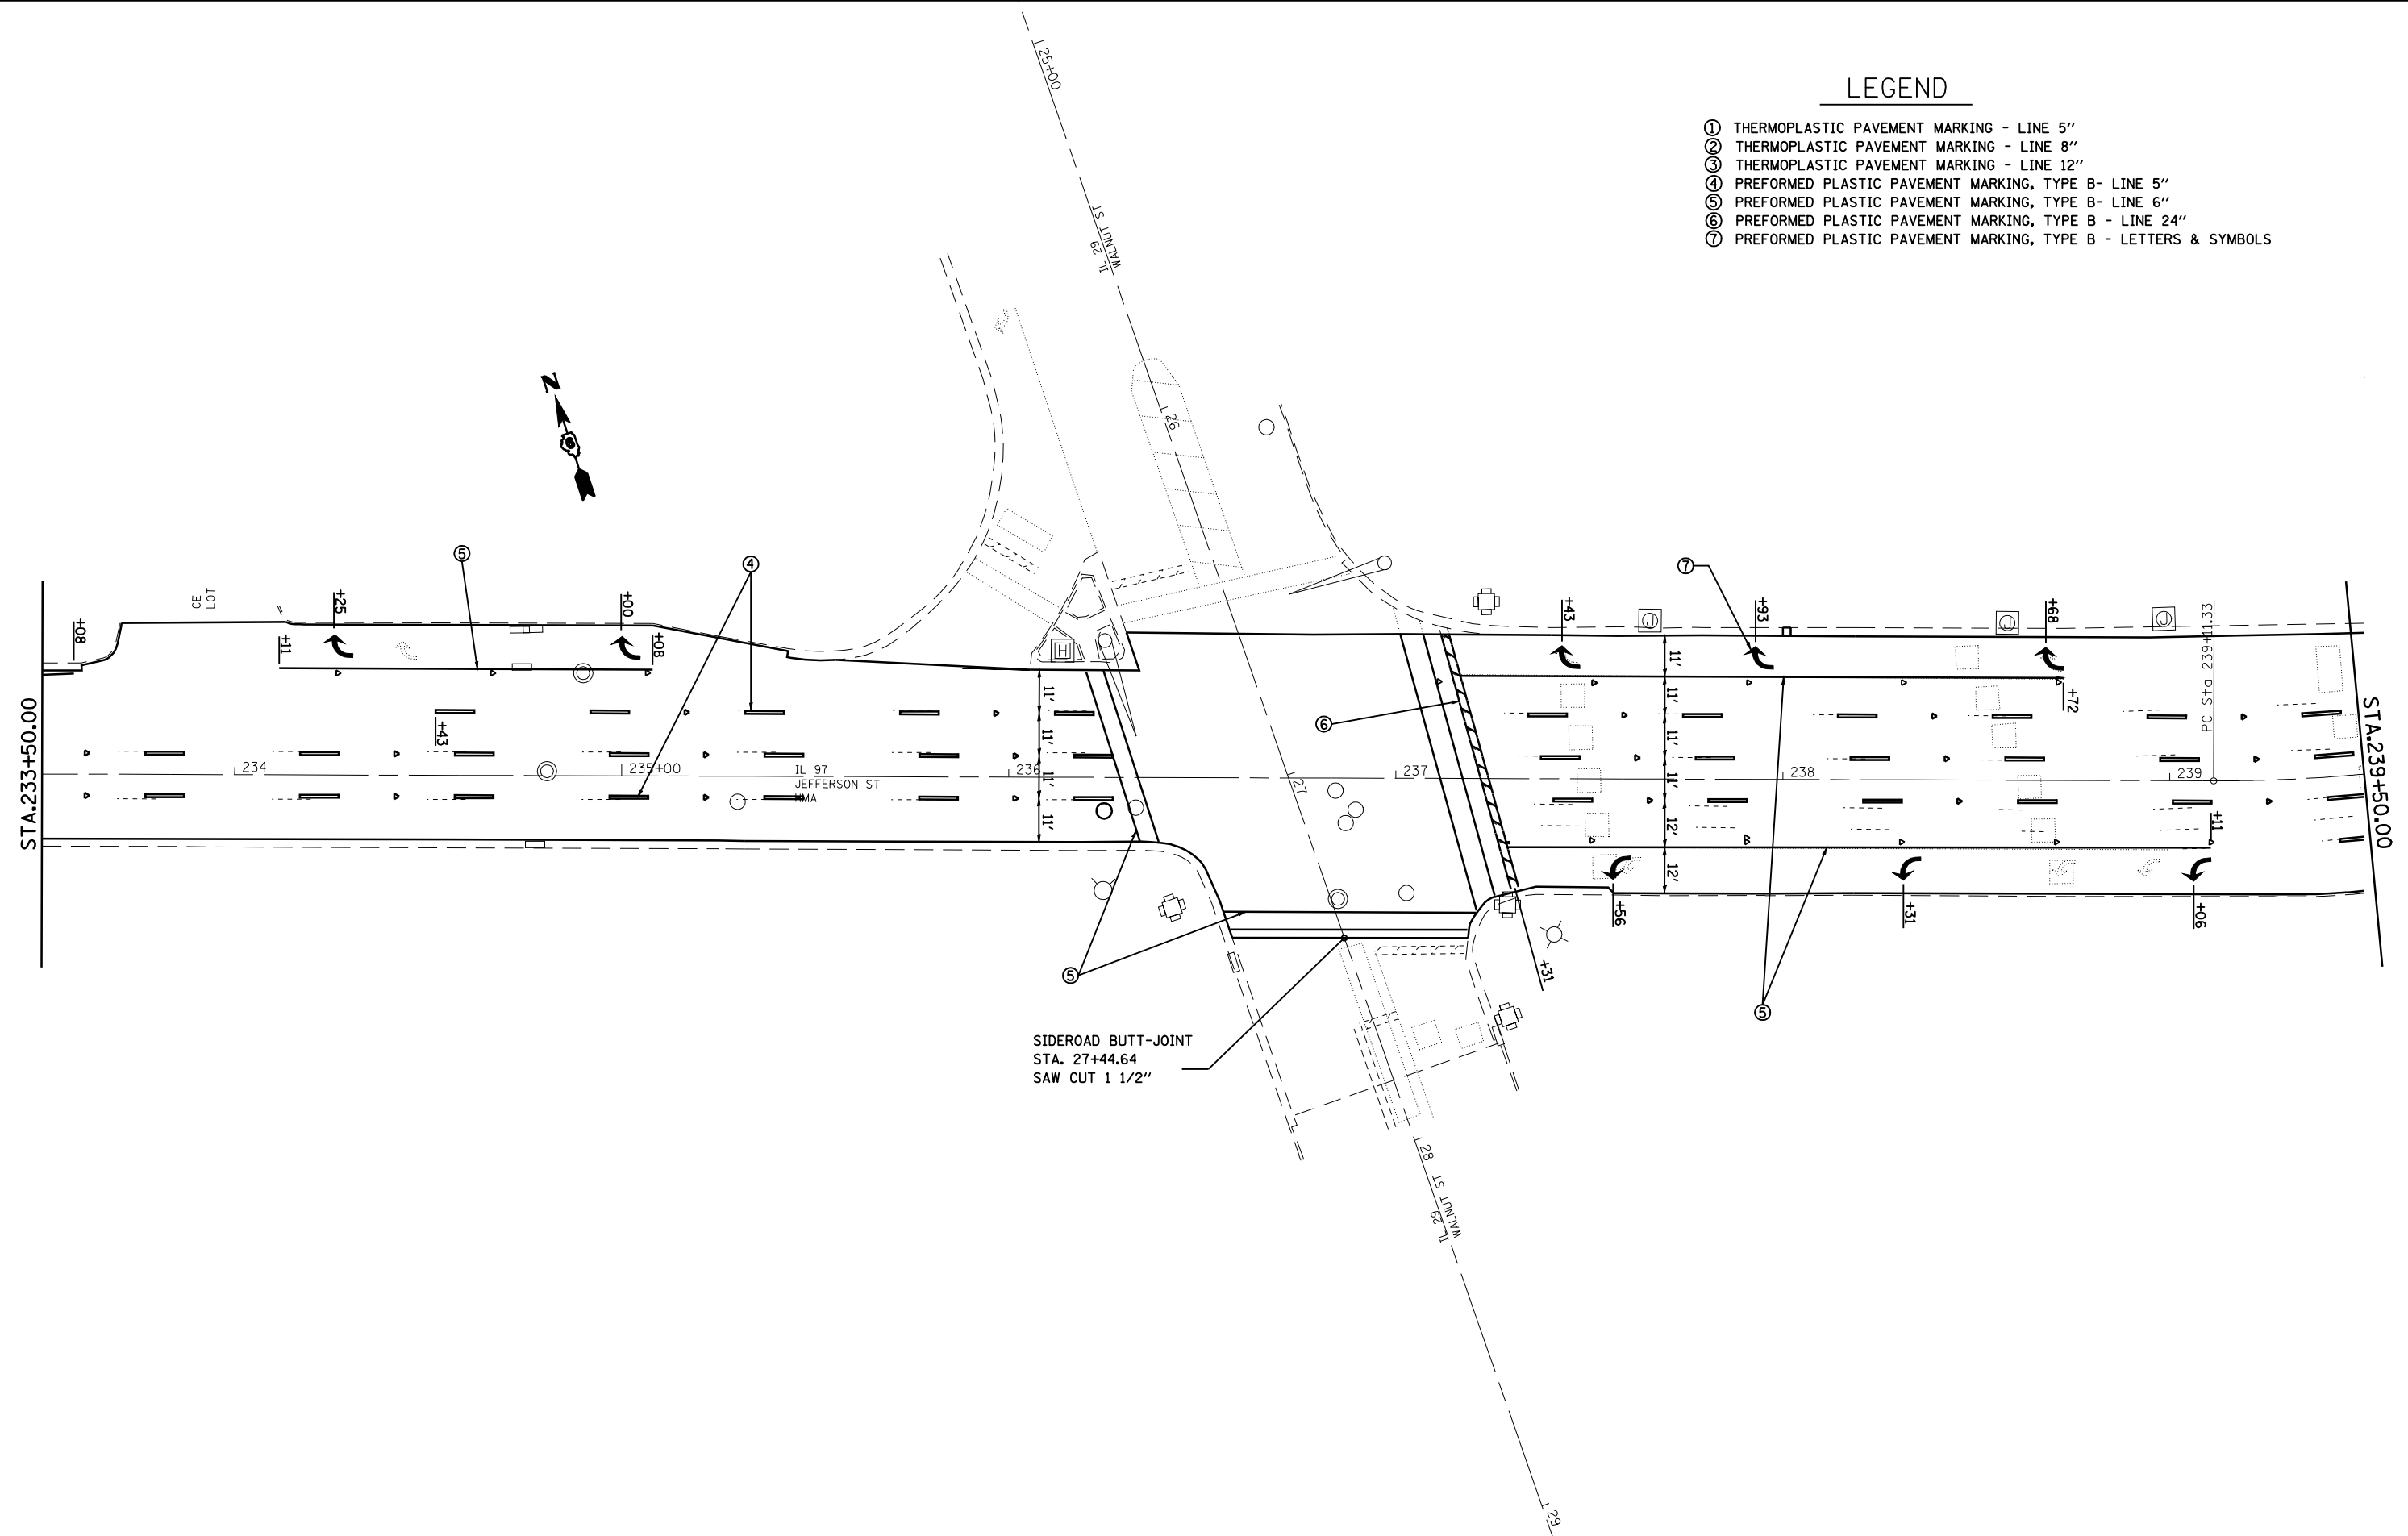 LEGEND
① THERMOPLASTIC PAVEMENT MARKING - LINE 5"
② THERMOPLASTIC PAVEMENT MARKING - LINE 8"
③ THERMOPLASTIC PAVEMENT MARKING - LINE 12"
④ PREFORMED PLASTIC PAVEMENT MARKING, TYPE B- LINE 5"
⑤ PREFORMED PLASTIC PAVEMENT MARKING, TYPE B- LINE 6"
⑥ PREFORMED PLASTIC PAVEMENT MARKING, TYPE B - LINE 24"
⑦ PREFORMED PLASTIC PAVEMENT MARKING, TYPE B - LETTERS & SYMBOLS
25+00
IL 29
WALNUT ST
N
26
⑤
④
⑦
CE
LOT
+08
+11
+25
+00
+08
+43
+93
+68
+72
PC Sta 239+11.33
J
J
J
H
STA.233+50.00
STA.239+50.00
+43
234
235+00
IL 97
JEFFERSON ST
HMA
236
27
237
238
239
11'
11'
11'
11'
11'
11'
11'
11'
12'
12'
⑥
+11
+56
+31
+06
+31
⑤
⑤
SIDEROAD BUTT-JOINT
STA. 27+44.64
SAW CUT 1 1/2"
28
WALNUT ST
IL 29
29